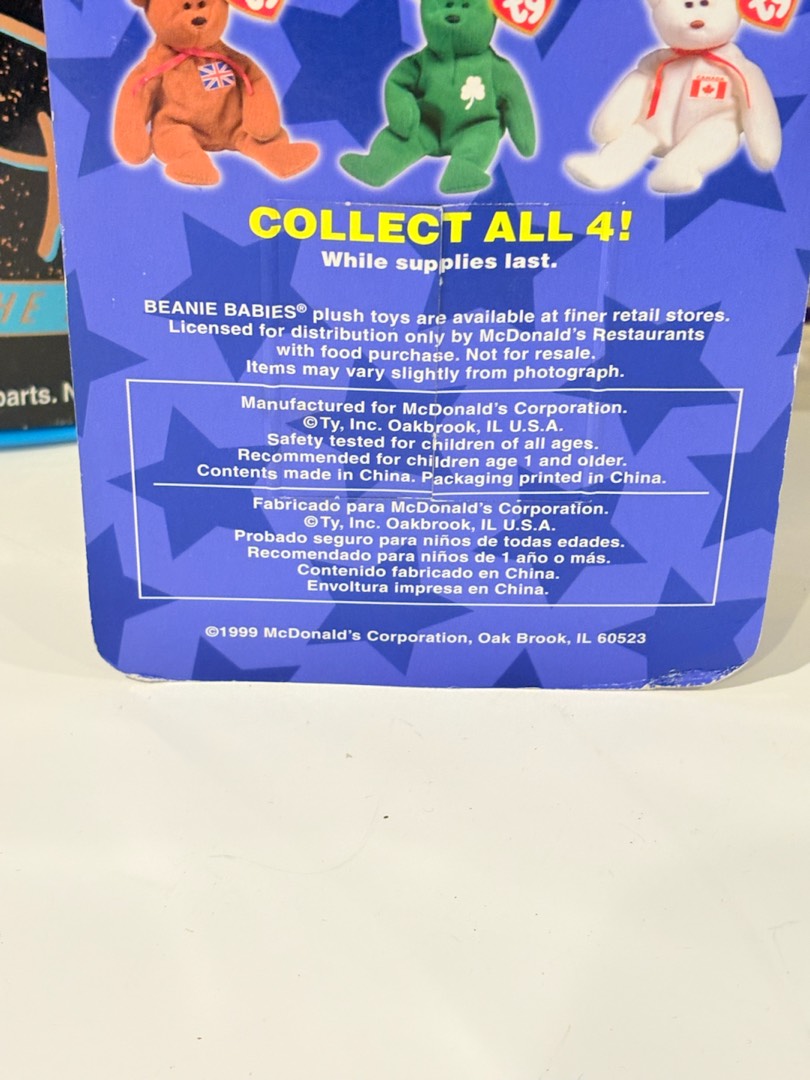 ty
ty
CANADA
COLLECT ALL 4!
While supplies last.
BEANIE BABIES® plush toys are available at finer retail stores.
Licensed for distribution only by McDonald's Restaurants
with food purchase. Not for resale.
Items may vary slightly from photograph.
Manufactured for McDonald's Corporation.
©Ty, Inc. Oakbrook, IL U.S.A.
Safety tested for children of all ages.
Recommended for children age 1 and older.
Contents made in China. Packaging printed in China.
Fabricado para McDonald's Corporation.
©Ty, Inc. Oakbrook, IL U.S.A.
Probado seguro para niños de todas edades.
Recomendado para niños de 1 año o más.
Contenido fabricado en China.
Envoltura impresa en China.
©1999 McDonald's Corporation, Oak Brook, IL 60523
HE
parts. N